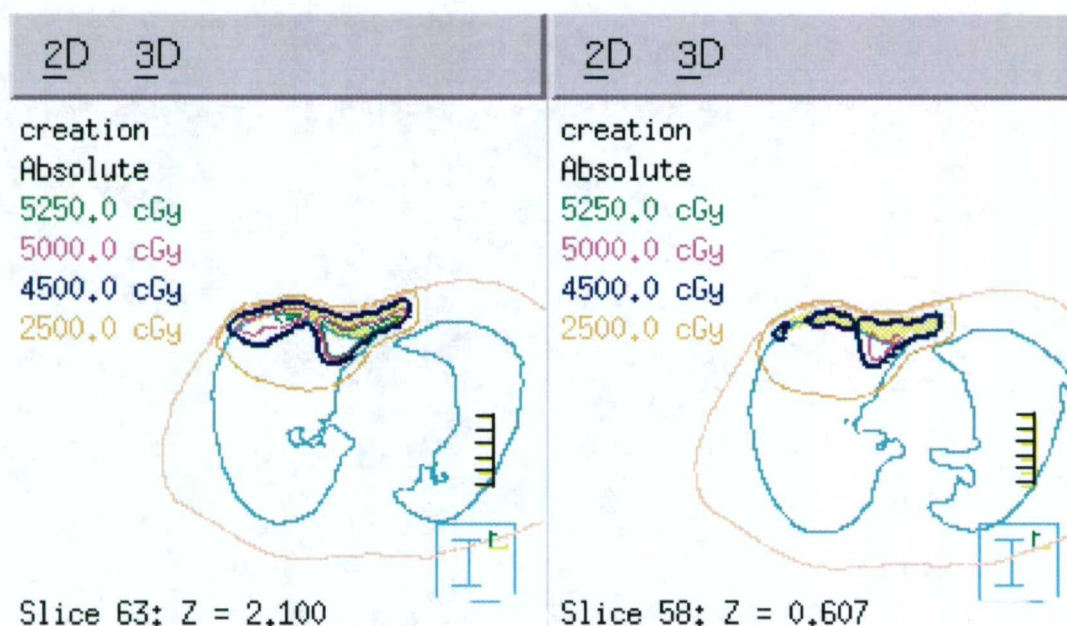 2D 3D
creation
Absolute
5250.0 cGy
5000.0 cGy
4500.0 cGy
2500.0 cGy
Slice 63: Z = 2.100
2D 3D
creation
Absolute
5250.0 cGy
5000.0 cGy
4500.0 cGy
2500.0 cGy
Slice 58: Z = 0.607